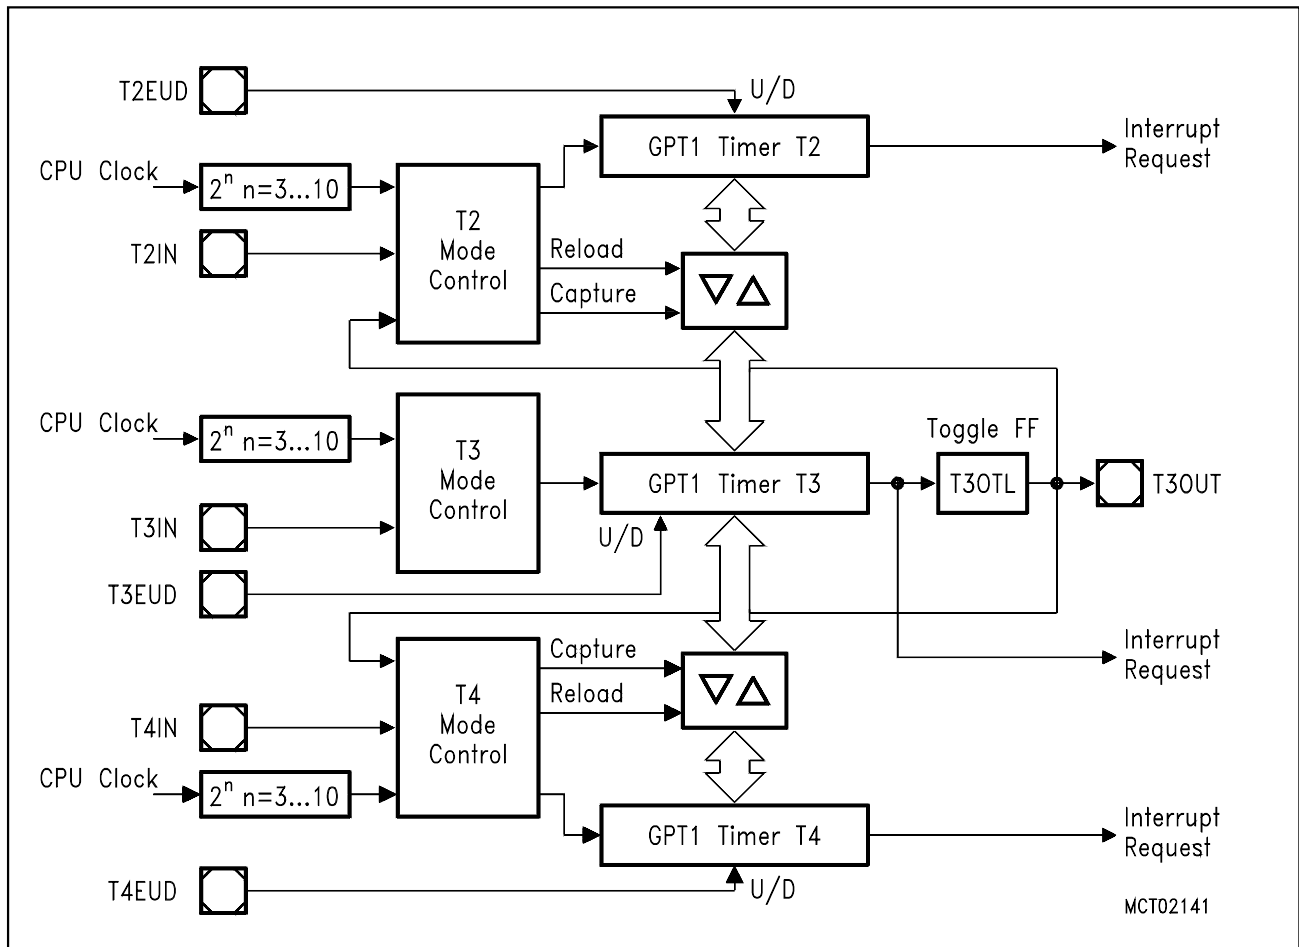 T2EUD
U/D
GPT1 Timer T2
Interrupt
Request
CPU Clock
2ⁿ n=3...10
T2
Mode
Control
T2IN
Reload
Capture
CPU Clock
2ⁿ n=3...10
T3
Mode
Control
GPT1 Timer T3
Toggle FF
T3OTL
T3OUT
T3IN
U/D
T3EUD
Interrupt
Request
Capture
Reload
T4
Mode
Control
T4IN
CPU Clock
2ⁿ n=3...10
GPT1 Timer T4
Interrupt
Request
T4EUD
U/D
MCT02141